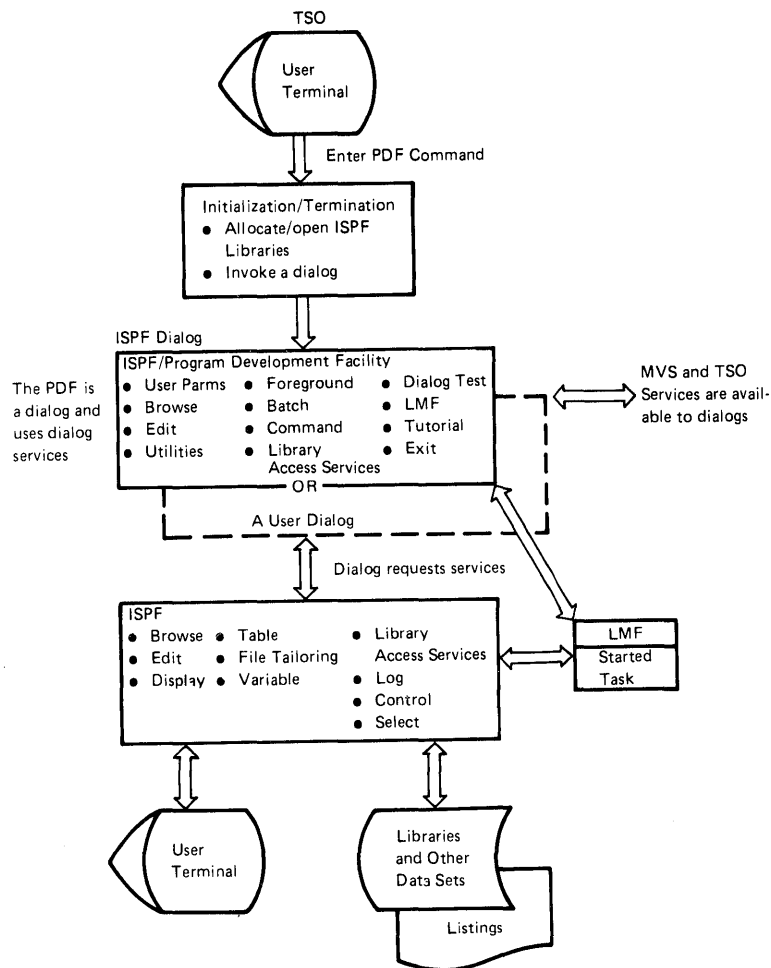 TSO
User
Terminal
Enter PDF Command
Initialization/Termination
● Allocate/open ISPF
Libraries
● Invoke a dialog
ISPF Dialog
ISPF/Program Development Facility
● User Parms ● Foreground ● Dialog Test
● Browse ● Batch ● LMF
● Edit ● Command ● Tutorial
● Utilities ● Library ● Exit
Access Services
OR
The PDF is
a dialog and
uses dialog
services
MVS and TSO
Services are avail-
able to dialogs
A User Dialog
Dialog requests services
ISPF
● Browse ● Table ● Library
● Edit ● File Tailoring Access Services
● Display ● Variable ● Log
● Control
● Select
LMF
Started
Task
User
Terminal
Libraries
and Other
Data Sets
Listings